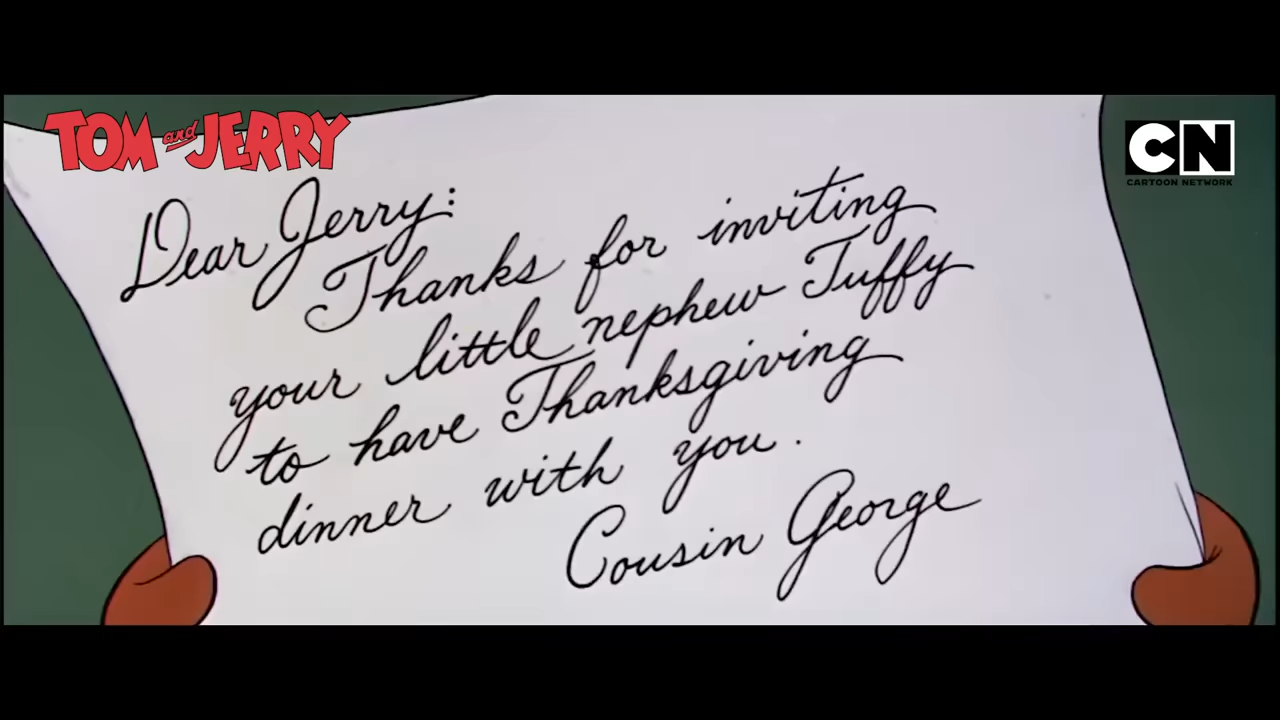 TOM and JERRY
CN
CARTOON NETWORK
Dear Jerry:
Thanks for inviting
your little nephew Tuffy
to have Thanksgiving
dinner with you.
Cousin George